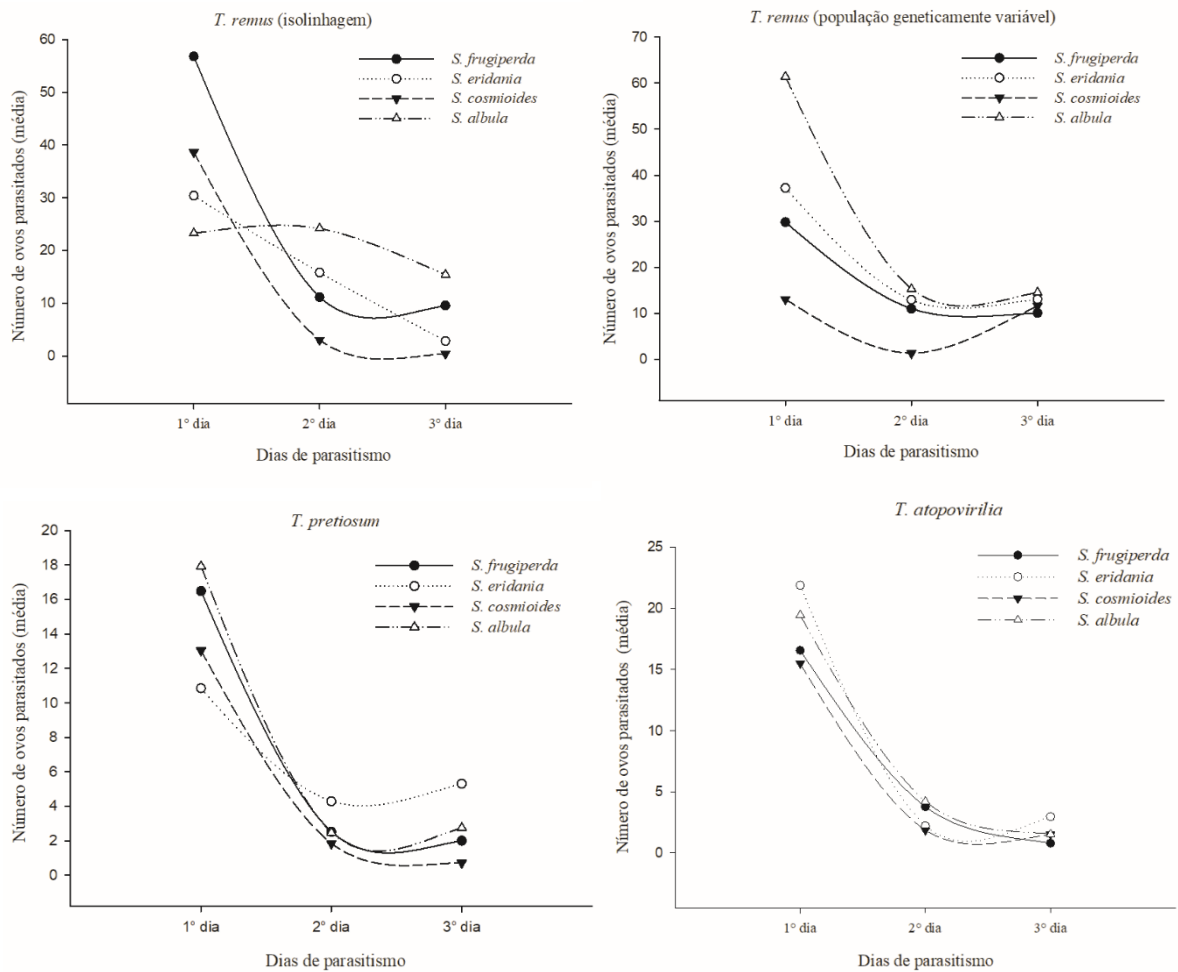 T. remus (isolinhagem)
60
50
40
30
20
10
0
Número de ovos parasitados (média)
S. frugiperda
S. eridania
S. cosmioides
S. albula
1° dia
2° dia
3° dia
Dias de parasitismo
T. remus (população geneticamente variável)
70
60
50
40
30
20
10
0
Número de ovos parasitados (média)
S. frugiperda
S. eridania
S. cosmioides
S. albula
1° dia
2° dia
3° dia
Dias de parasitismo
T. pretiosum
20
18
16
14
12
10
8
6
4
2
0
Número de ovos parasitados (média)
S. frugiperda
S. eridania
S. cosmioides
S. albula
1° dia
2° dia
3° dia
Dias de parasitismo
T. atopovirilia
25
20
15
10
5
0
Nímero de ovos parasitados (média)
S. frugiperda
S. eridania
S. cosmioides
S. albula
1° dia
2° dia
3° dia
Dias de parasitismo